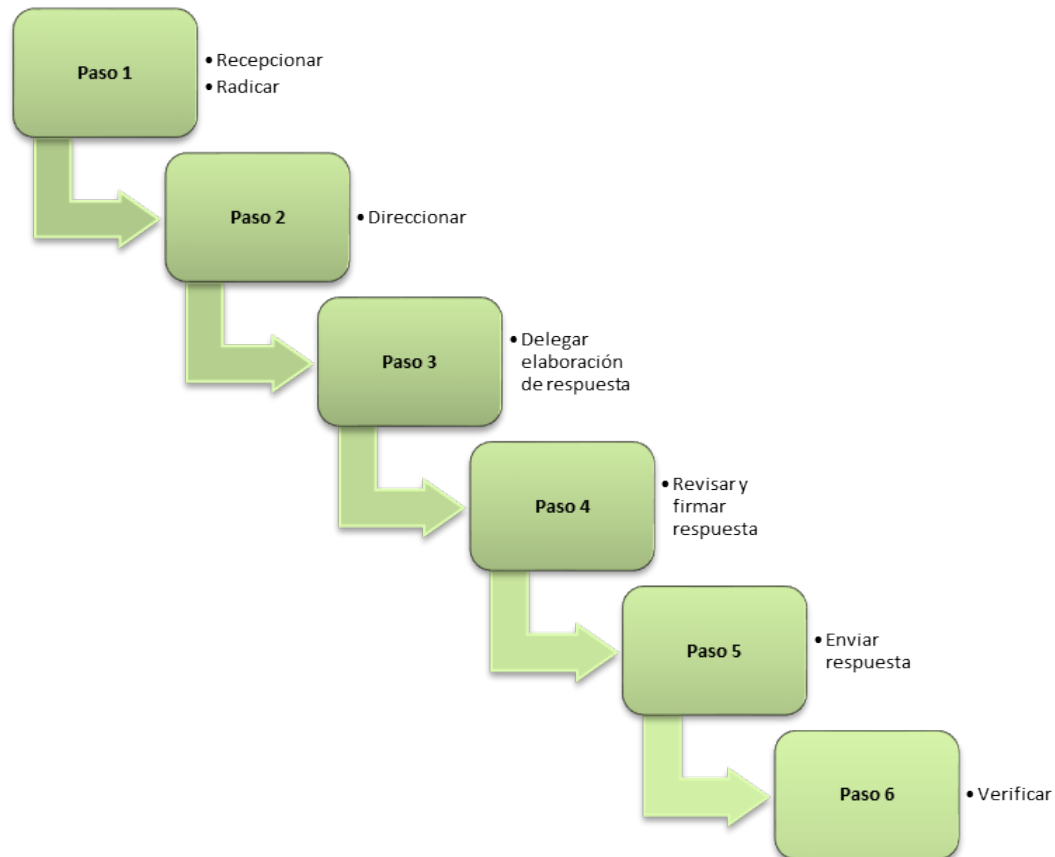 Paso 1
• Recepcionar
• Radicar
Paso 2
• Direccionar
Paso 3
• Delegar
elaboración
de respuesta
Paso 4
• Revisar y
firmar
respuesta
Paso 5
• Enviar
respuesta
Paso 6
• Verificar